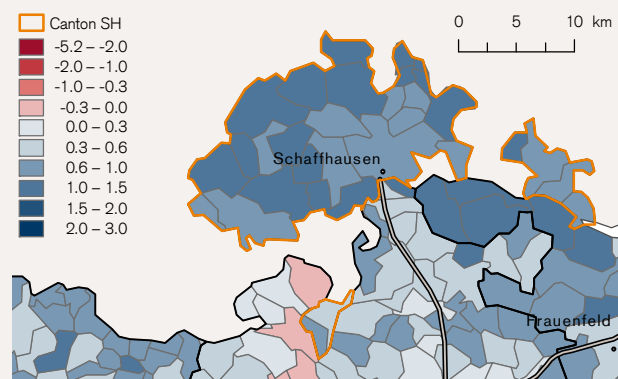 Canton SH
-5.2 – -2.0
-2.0 – -1.0
-1.0 – -0.3
-0.3 – 0.0
0.0 – 0.3
0.3 – 0.6
0.6 – 1.0
1.0 – 1.5
1.5 – 2.0
2.0 – 3.0
0 5 10 km
Schaffhausen
Frauenfeld